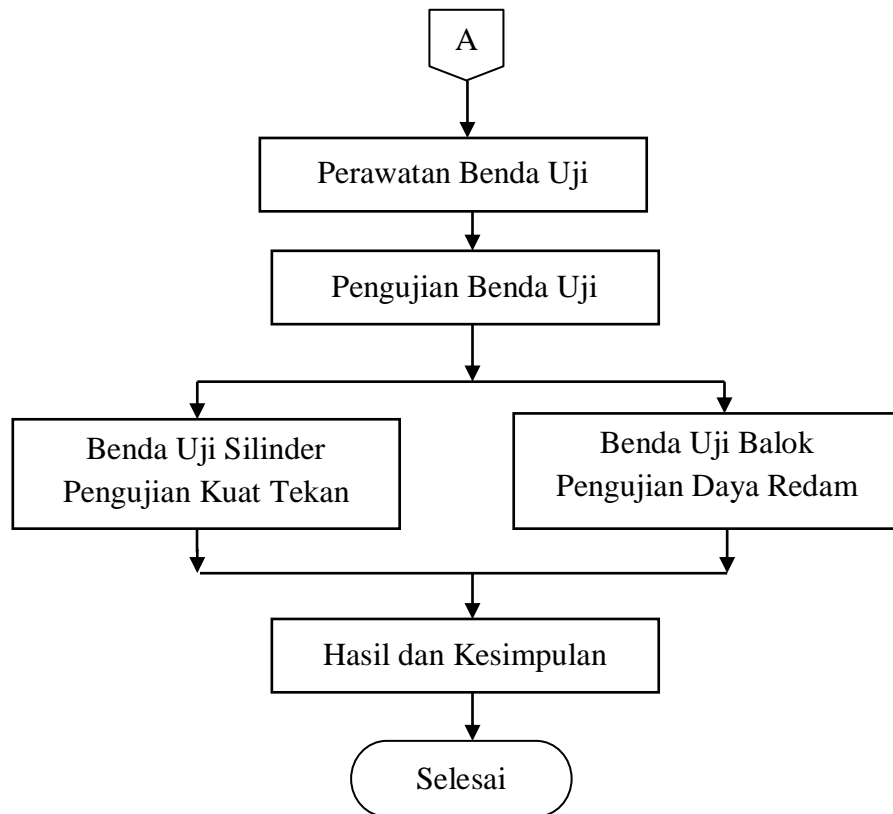 A
Perawatan Benda Uji
Pengujian Benda Uji
Benda Uji Silinder
Pengujian Kuat Tekan
Benda Uji Balok
Pengujian Daya Redam
Hasil dan Kesimpulan
Selesai